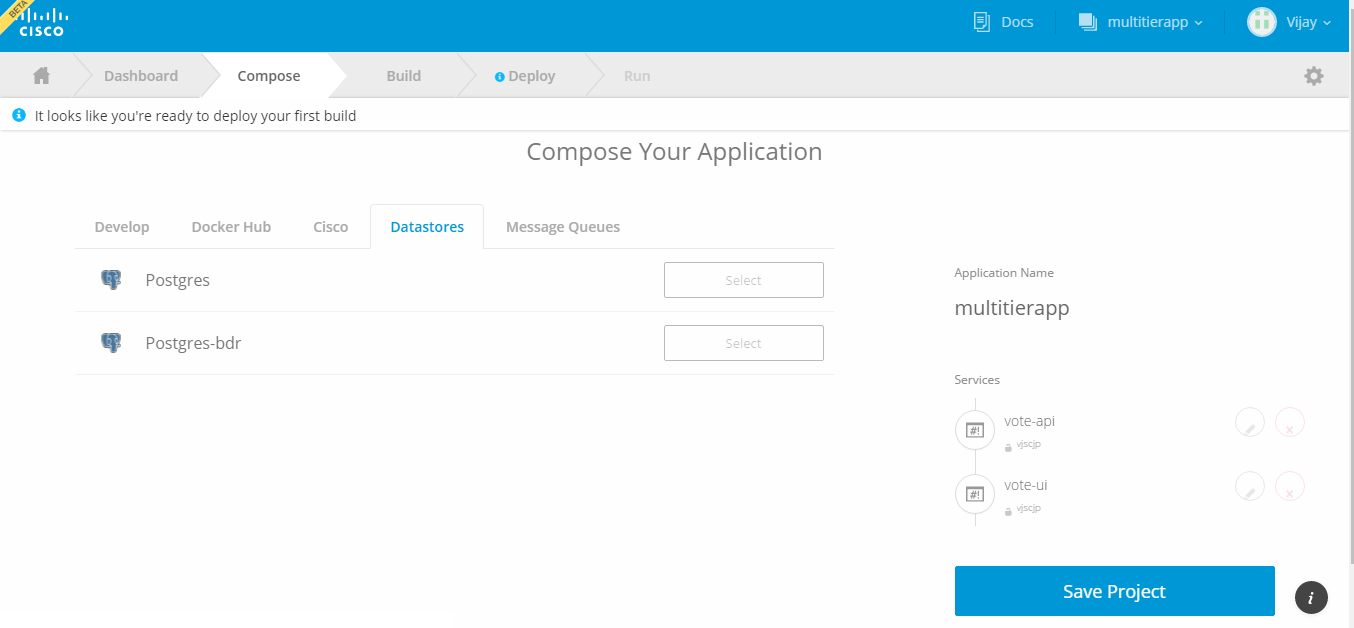 BETA
CISCO
Docs
multitierapp
Vijay
Dashboard
Compose
Build
Deploy
Run
It looks like you're ready to deploy your first build
Compose Your Application
Develop
Docker Hub
Cisco
Datastores
Message Queues
Postgres
Select
Postgres-bdr
Select
Application Name
multitierapp
Services
#!
vote-api
vjscjp
x
#!
vote-ui
vjscjp
x
Save Project
i